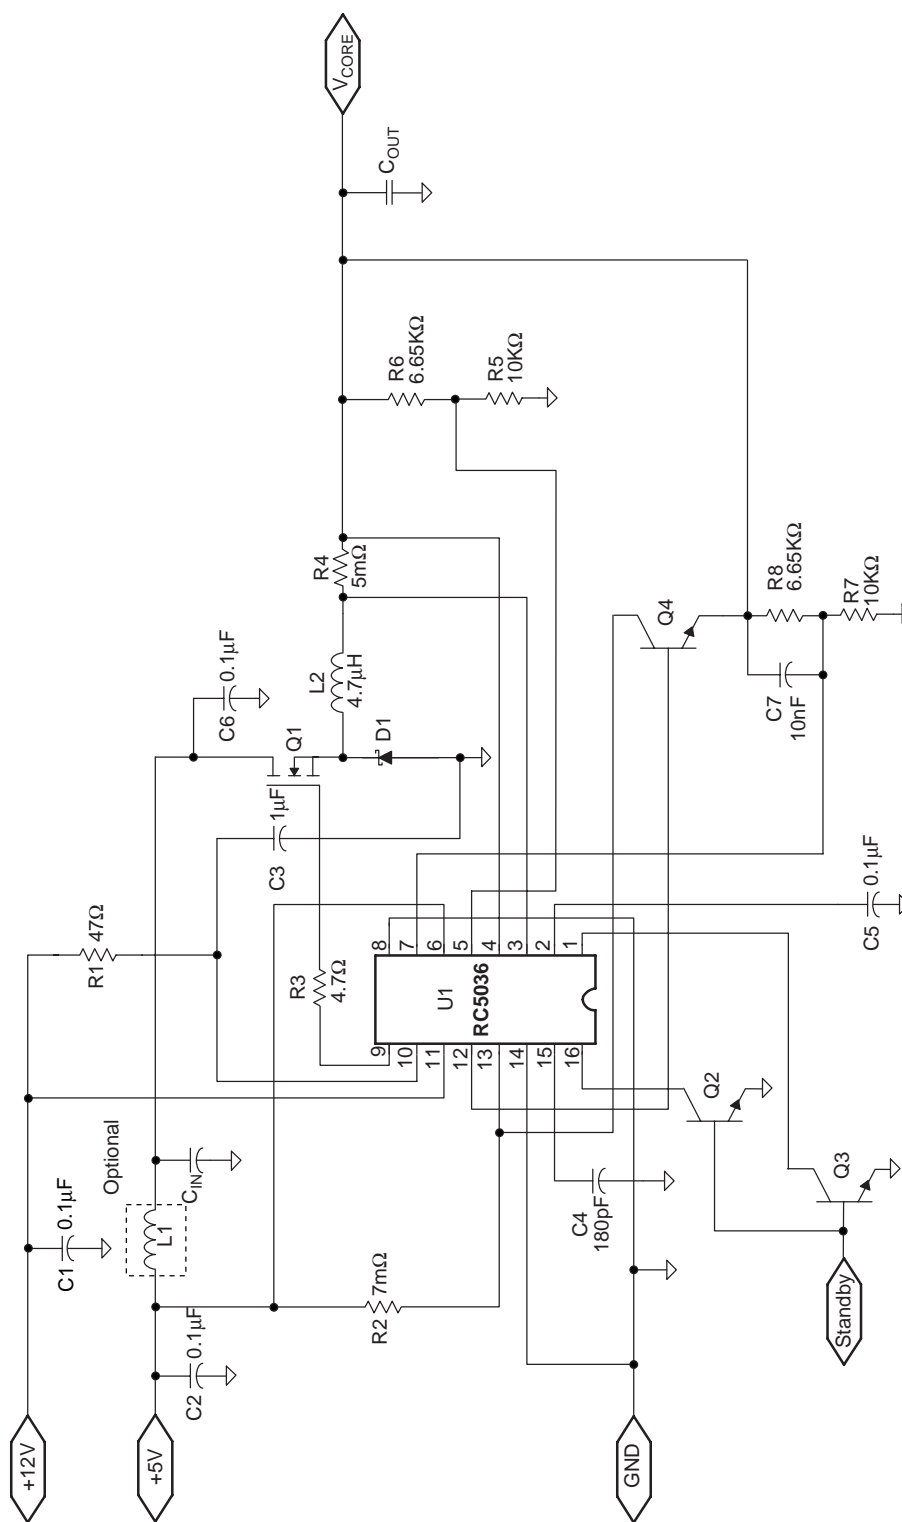 +12V
+5V
GND
C2
0.1µF
C1
0.1µF
L1
Optional
CIN
R2
7mΩ
R1
47Ω
C3
1µF
C6
0.1µF
Q1
D1
L2
4.7µH
R3
4.7Ω
R4
5mΩ
R6
6.65KΩ
R5
10KΩ
COUT
VCORE
U1
RC5036
9
10
11
12
13
14
15
16
8
7
6
5
4
3
2
1
C4
180pF
Q2
Q3
Standby
C5
0.1µF
Q4
C7
10nF
R8
6.65KΩ
R7
10KΩ